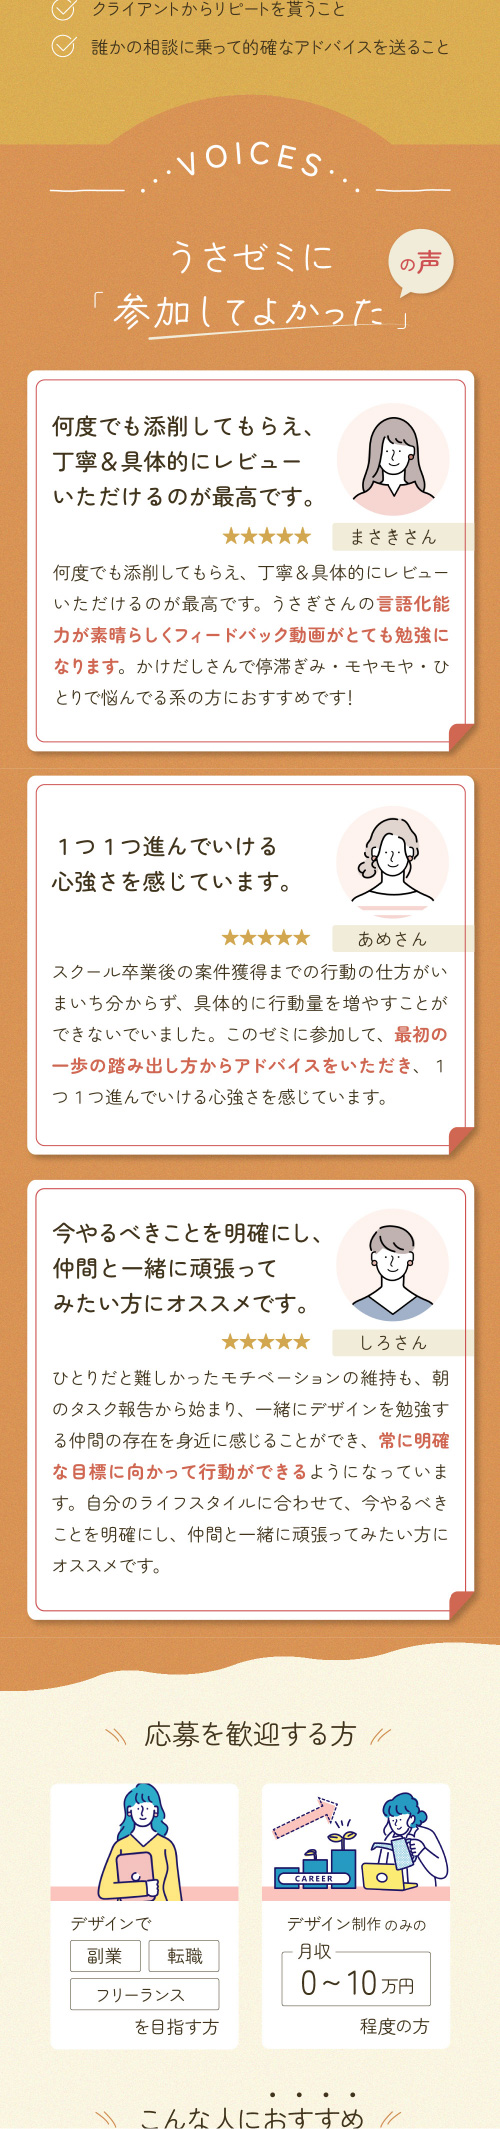 クライアントからリピートを貰うこと
誰かの相談に乗って的確なアドバイスを送ること
VOICES
うさゼミに
「参加してよかった」
の声
何度でも添削してもらえ、
丁寧＆具体的にレビュー
いただけるのが最高です。
★★★★★
まさきさん
何度でも添削してもらえ、丁寧＆具体的にレビュー
いただけるのが最高です。うさぎさんの言語化能
力が素晴らしくフィードバック動画がとても勉強に
なります。かけだしさんで停滞ぎみ・モヤモヤ・ひ
とりで悩んでる系の方におすすめです!
１つ１つ進んでいける
心強さを感じています。
★★★★★
あめさん
スクール卒業後の案件獲得までの行動の仕方がい
まいち分からず、具体的に行動量を増やすことが
できないでいました。このゼミに参加して、最初の
一歩の踏み出し方からアドバイスをいただき、１
つ１つ進んでいける心強さを感じています。
今やるべきことを明確にし、
仲間と一緒に頑張って
みたい方にオススメです。
★★★★★
しろさん
ひとりだと難しかったモチベーションの維持も、朝
のタスク報告から始まり、一緒にデザインを勉強す
る仲間の存在を身近に感じることができ、常に明確
な目標に向かって行動ができるようになっていま
す。自分のライフスタイルに合わせて、今やるべき
ことを明確にし、仲間と一緒に頑張ってみたい方に
オススメです。
応募を歓迎する方
デザインで
副業
転職
フリーランス
を目指す方
CAREER
デザイン制作のみの
月収
0～10万円
程度の方
こんな人におすすめ